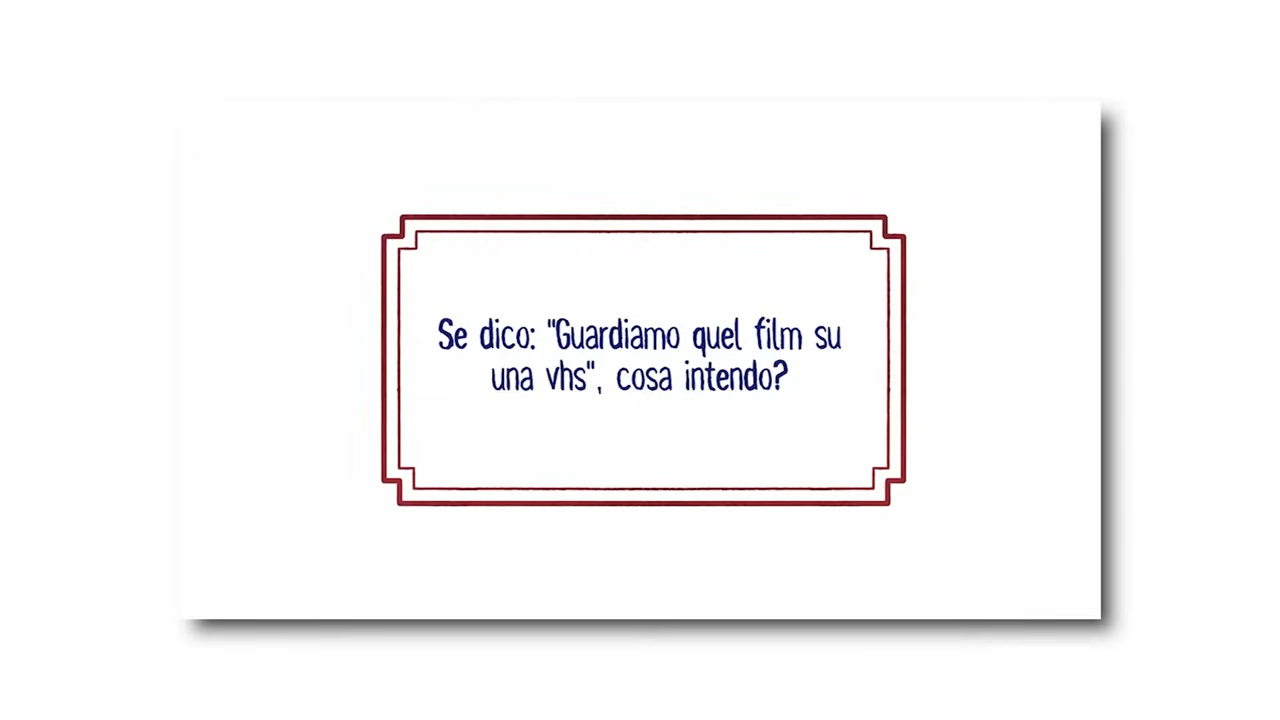 Se dico: "Guardiamo quel film su
una vhs", cosa intendo?